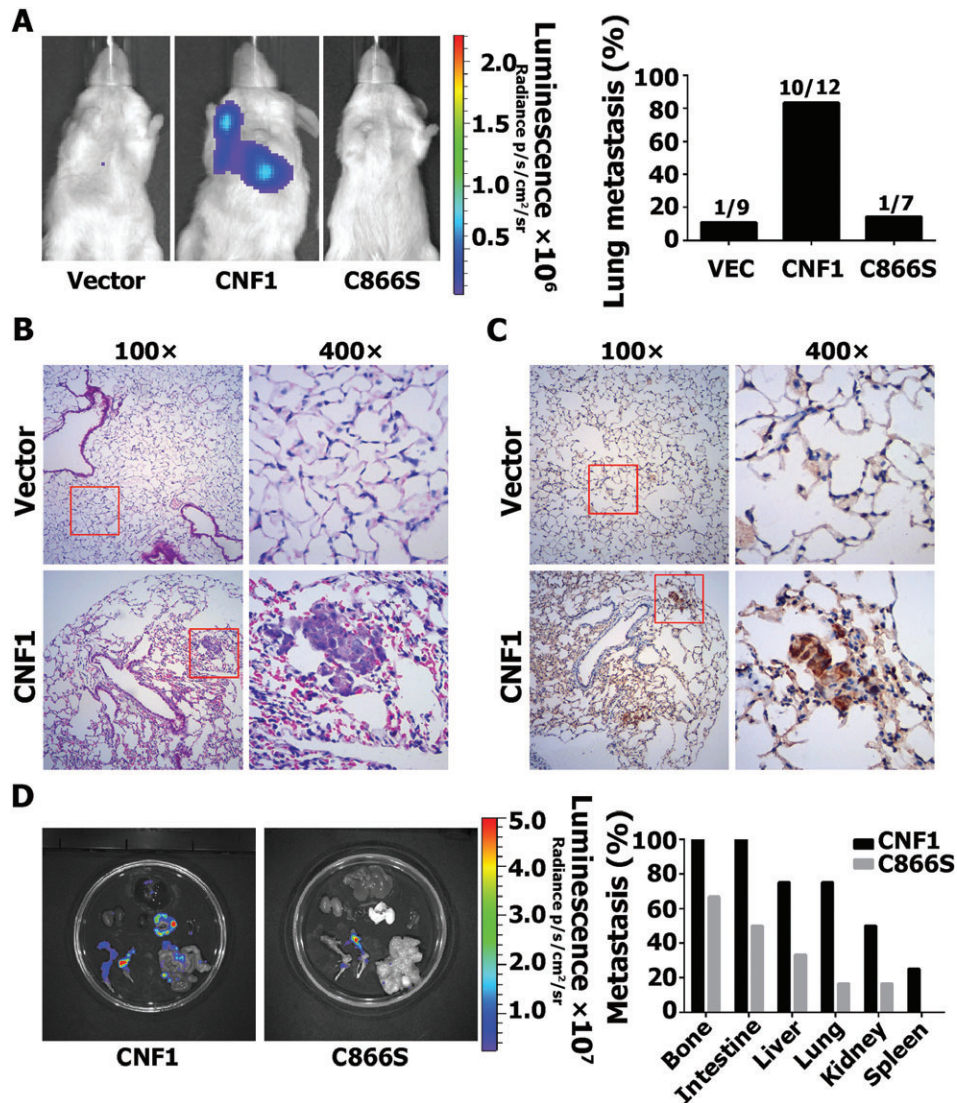 A
Vector
CNF1
C866S
2.0
1.5
1.0
0.5
Luminescence ×10⁶
Radiance p/s/cm²/sr
Lung metastasis (%)
100
80
60
40
20
0
1/9
10/12
1/7
VEC
CNF1
C866S
B
100×
400×
Vector
CNF1
C
100×
400×
Vector
CNF1
D
CNF1
C866S
5.0
4.0
3.0
2.0
1.0
Luminescence ×10⁷
Radiance p/s/cm²/sr
Metastasis (%)
100
80
60
40
20
0
CNF1
C866S
Bone
Intestine
Liver
Lung
Kidney
Spleen